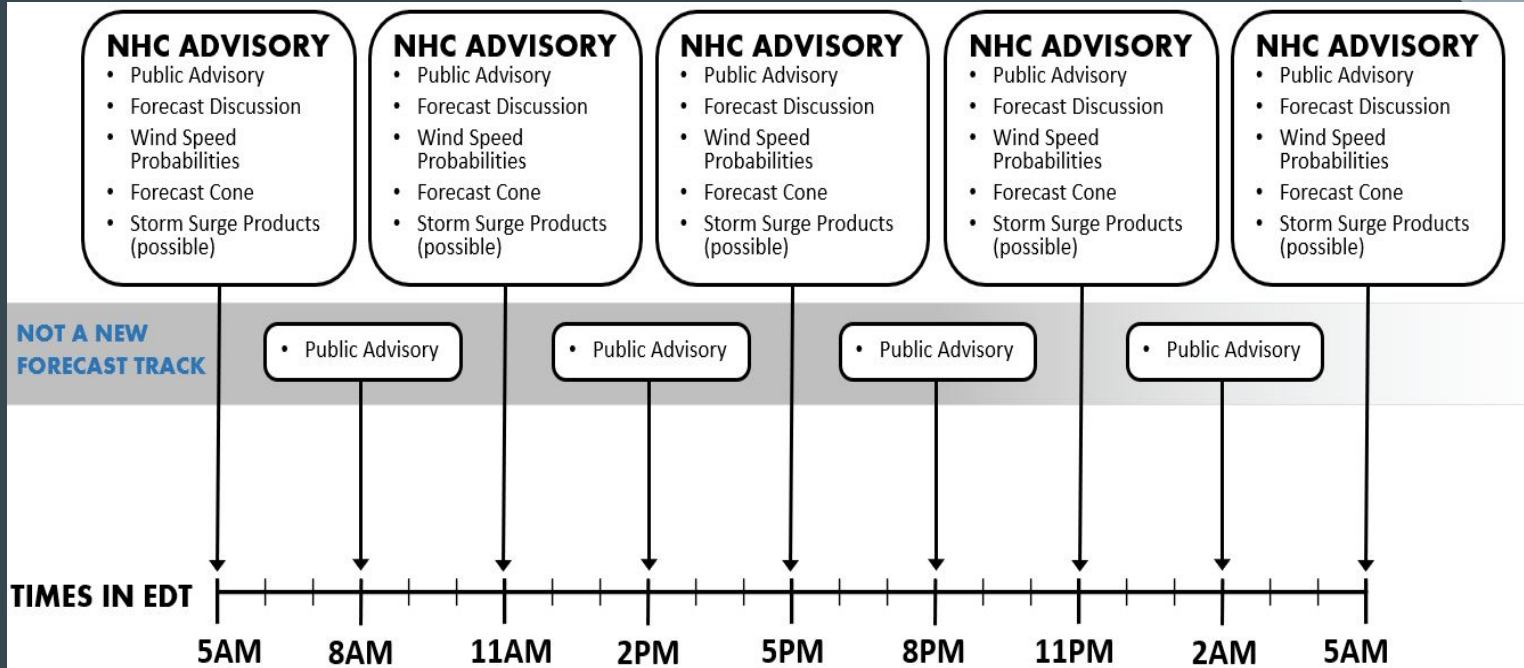 NHC ADVISORY
• Public Advisory
• Forecast Discussion
• Wind Speed
Probabilities
• Forecast Cone
• Storm Surge Products
(possible)
NHC ADVISORY
• Public Advisory
• Forecast Discussion
• Wind Speed
Probabilities
• Forecast Cone
• Storm Surge Products
(possible)
NHC ADVISORY
• Public Advisory
• Forecast Discussion
• Wind Speed
Probabilities
• Forecast Cone
• Storm Surge Products
(possible)
NHC ADVISORY
• Public Advisory
• Forecast Discussion
• Wind Speed
Probabilities
• Forecast Cone
• Storm Surge Products
(possible)
NHC ADVISORY
• Public Advisory
• Forecast Discussion
• Wind Speed
Probabilities
• Forecast Cone
• Storm Surge Products
(possible)
NOT A NEW
FORECAST TRACK
• Public Advisory
• Public Advisory
• Public Advisory
• Public Advisory
TIMES IN EDT
5AM 8AM 11AM 2PM 5PM 8PM 11PM 2AM 5AM